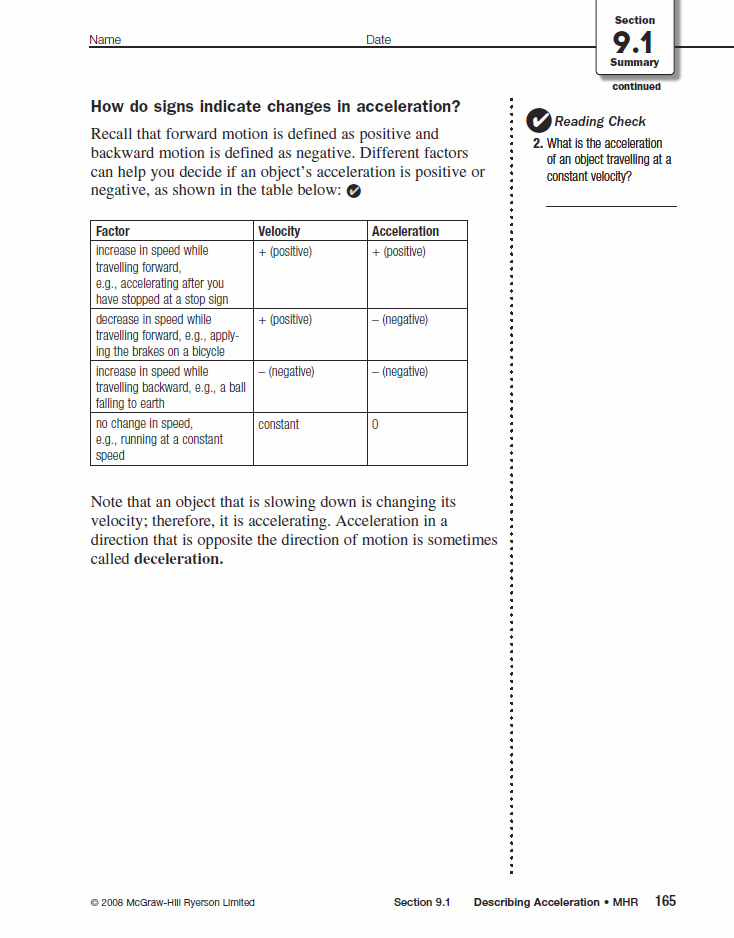 Name Date
Section
9.1
Summary
continued
How do signs indicate changes in acceleration?
Recall that forward motion is defined as positive and
backward motion is defined as negative. Different factors
can help you decide if an object's acceleration is positive or
negative, as shown in the table below:
Factor Velocity Acceleration
increase in speed while + (positive) + (positive)
travelling forward,
e.g., accelerating after you
have stopped at a stop sign
decrease in speed while + (positive) – (negative)
travelling forward, e.g., apply-
ing the brakes on a bicycle
increase in speed while – (negative) – (negative)
travelling backward, e.g., a ball
falling to earth
no change in speed, constant 0
e.g., running at a constant
speed
Note that an object that is slowing down is changing its
velocity; therefore, it is accelerating. Acceleration in a
direction that is opposite the direction of motion is sometimes
called deceleration.
Reading Check
2. What is the acceleration
of an object travelling at a
constant velocity?
© 2008 McGraw-Hill Ryerson Limited Section 9.1 Describing Acceleration • MHR 165